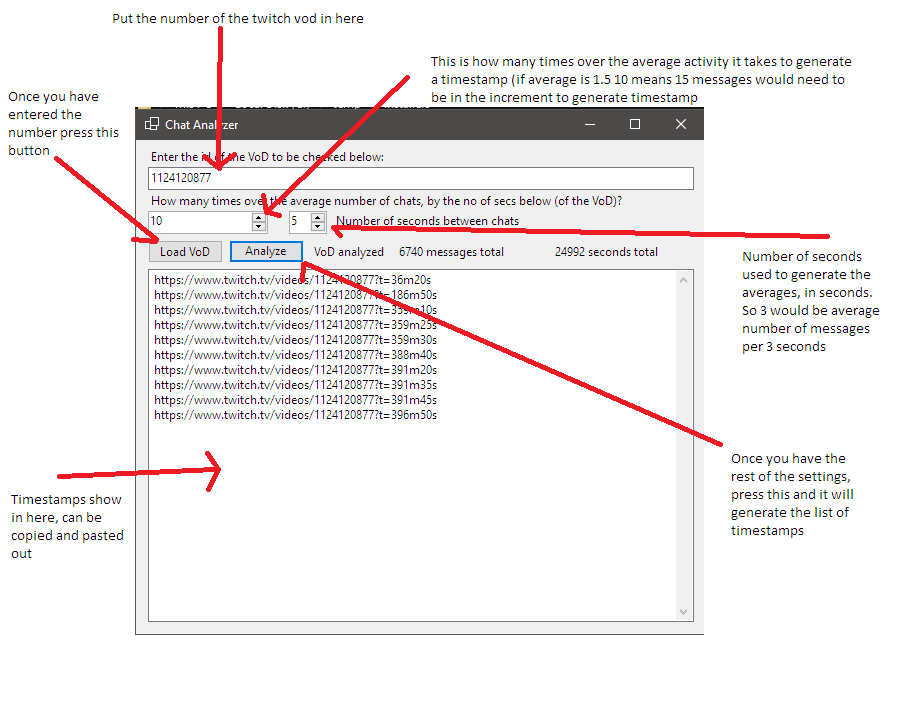 Put the number of the twitch vod in here
This is how many times over the average activity it takes to generate
a timestamp (if average is 1.5 10 means 15 messages would need to
be in the increment to generate timestamp
Once you have
entered the
number press this
button
Chat Analyzer
Enter the id of the VoD to be checked below:
1124120877
How many times over the average number of chats, by the no of secs below (of the VoD)?
10
5
Number of seconds between chats
Load VoD
Analyze
VoD analyzed
6740 messages total
24992 seconds total
https://www.twitch.tv/videos/1124120877?t=36m20s
https://www.twitch.tv/videos/1124120877?t=186m50s
https://www.twitch.tv/videos/1124120877?t=359m10s
https://www.twitch.tv/videos/1124120877?t=359m25s
https://www.twitch.tv/videos/1124120877?t=359m30s
https://www.twitch.tv/videos/1124120877?t=388m40s
https://www.twitch.tv/videos/1124120877?t=391m20s
https://www.twitch.tv/videos/1124120877?t=391m35s
https://www.twitch.tv/videos/1124120877?t=391m45s
https://www.twitch.tv/videos/1124120877?t=396m50s
Number of seconds
used to generate the
averages, in seconds.
So 3 would be average
number of messages
per 3 seconds
Once you have the
rest of the settings,
press this and it will
generate the list of
timestamps
Timestamps show
in here, can be
copied and pasted
out